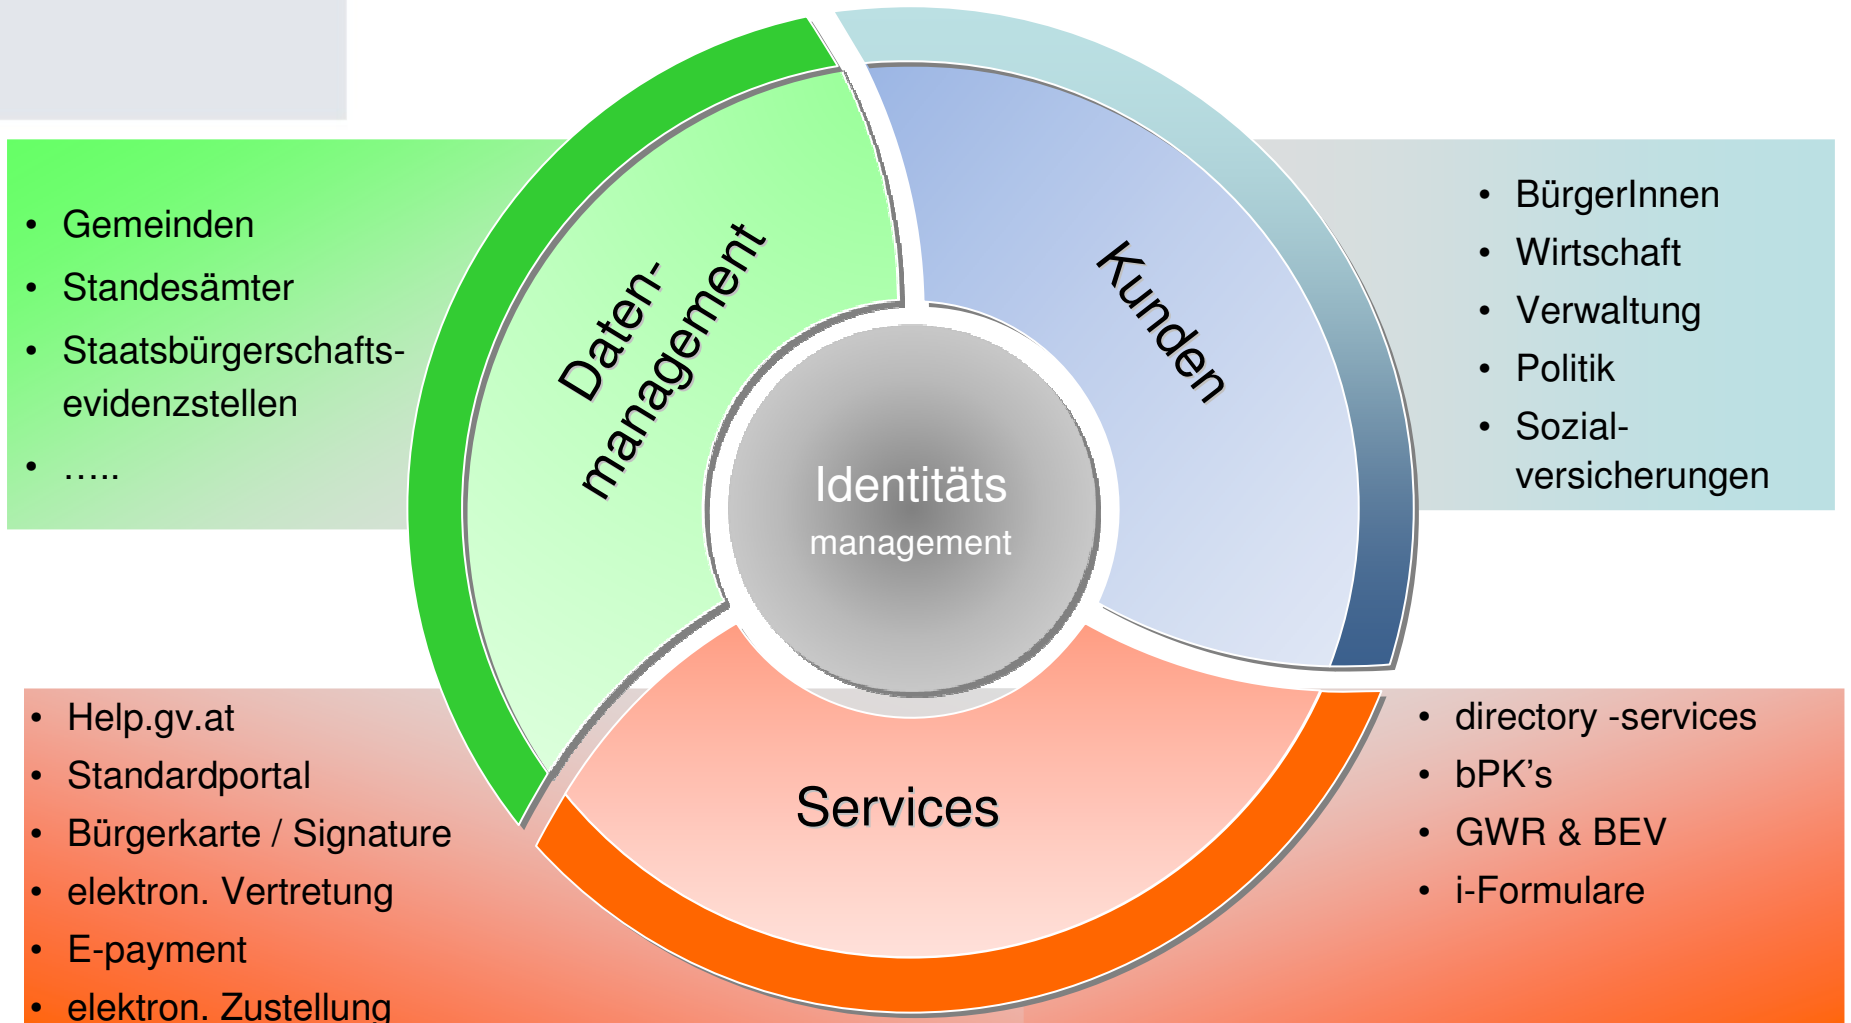 • Gemeinden
• Standesämter
• Staatsbürgerschafts-
evidenzstellen
• …..
Daten-
management
Kunden
• BürgerInnen
• Wirtschaft
• Verwaltung
• Politik
• Sozial-
versicherungen
Identitäts
management
Services
• Help.gv.at
• Standardportal
• Bürgerkarte / Signature
• elektron. Vertretung
• E-payment
• elektron. Zustellung
• directory -services
• bPK’s
• GWR & BEV
• i-Formulare